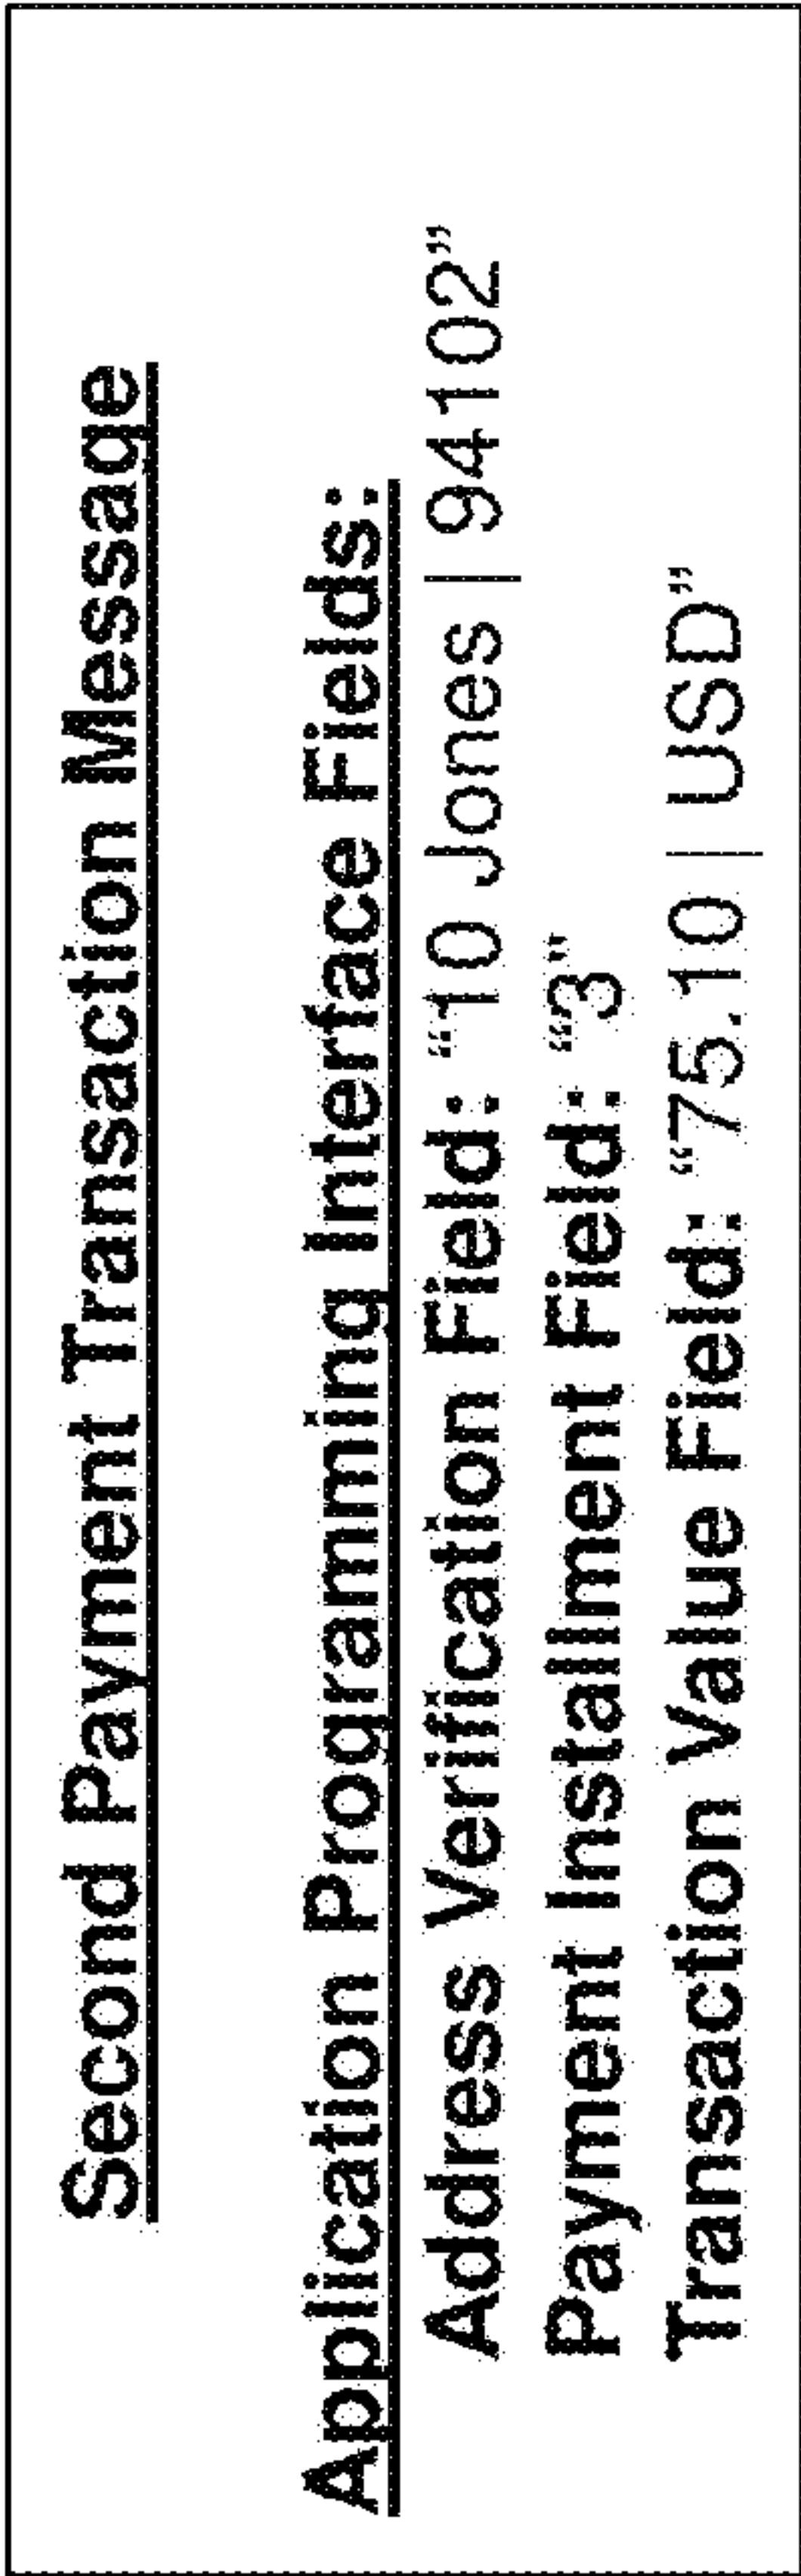 Second Payment Transaction Message
Application Programming Interface Fields:
Address Verification Field: “10 Jones | 94102”
Payment Installment Field: “3”
Transaction Value Field: “75.10 | USD”